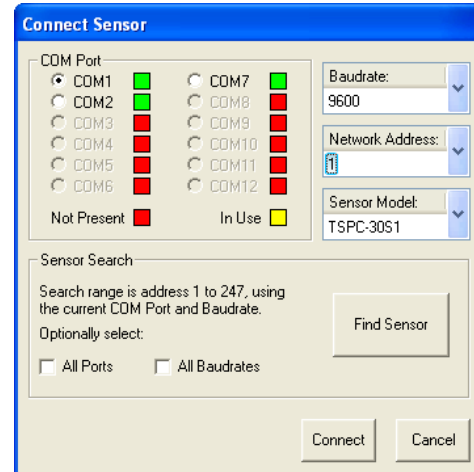 Connect Sensor
COM Port
COM1 COM7
COM2 COM8
COM3 COM9
COM4 COM10
COM5 COM11
COM6 COM12
Not Present In Use
Baudrate:
9600
Network Address:
1
Sensor Model:
TSPC-30S1
Sensor Search
Search range is address 1 to 247, using
the current COM Port and Baudrate.
Optionally select:
All Ports All Baudrates
Find Sensor
Connect Cancel